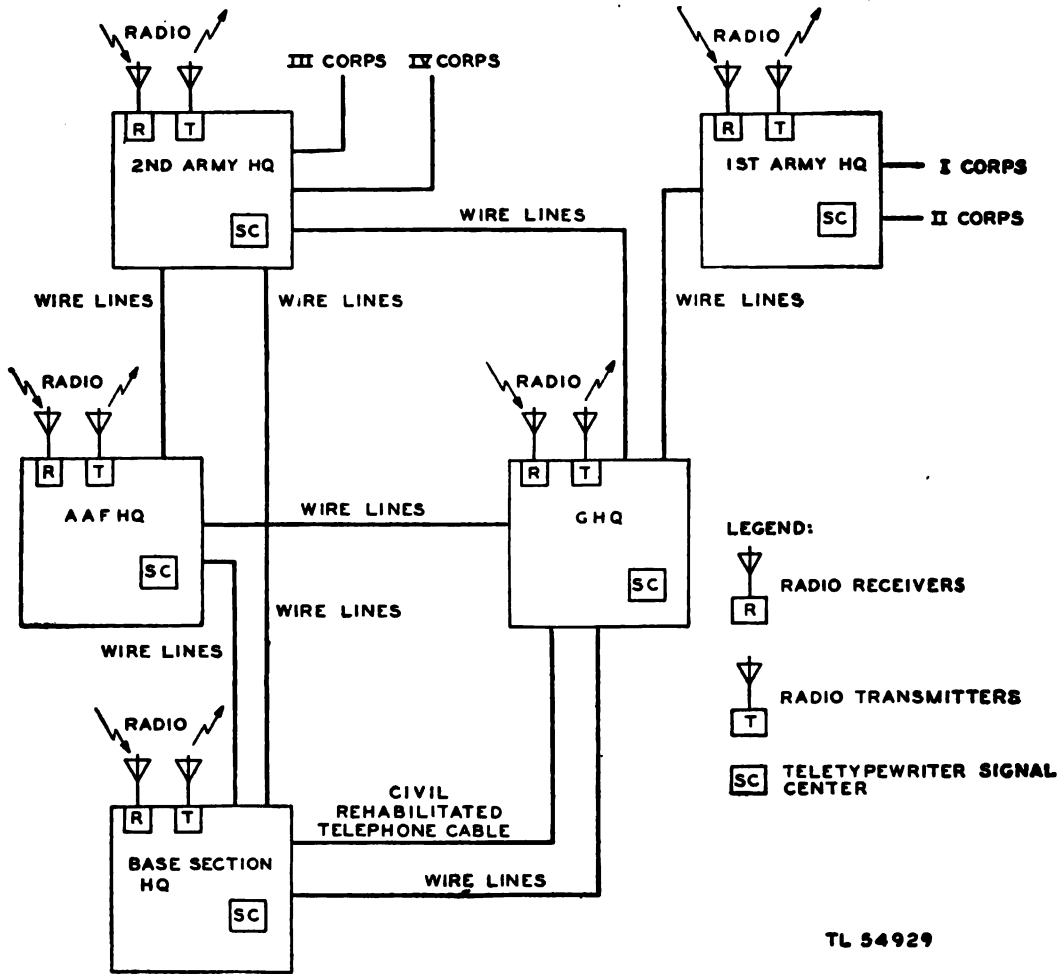 RADIO
III CORPS IV CORPS
RADIO
R T
2ND ARMY HQ
SC
R T
1ST ARMY HQ
I CORPS
SC
II CORPS
WIRE LINES
WIRE LINES
WIRE LINES
WIRE LINES
RADIO
RADIO
R T
AAF HQ
SC
R T
GHQ
SC
WIRE LINES
WIRE LINES
WIRE LINES
LEGEND:
R
RADIO RECEIVERS
T
RADIO TRANSMITTERS
SC
TELETYPEWRITER SIGNAL
CENTER
RADIO
R T
BASE SECTION
HQ
SC
CIVIL
REHABILITATED
TELEPHONE CABLE
WIRE LINES
TL 54929